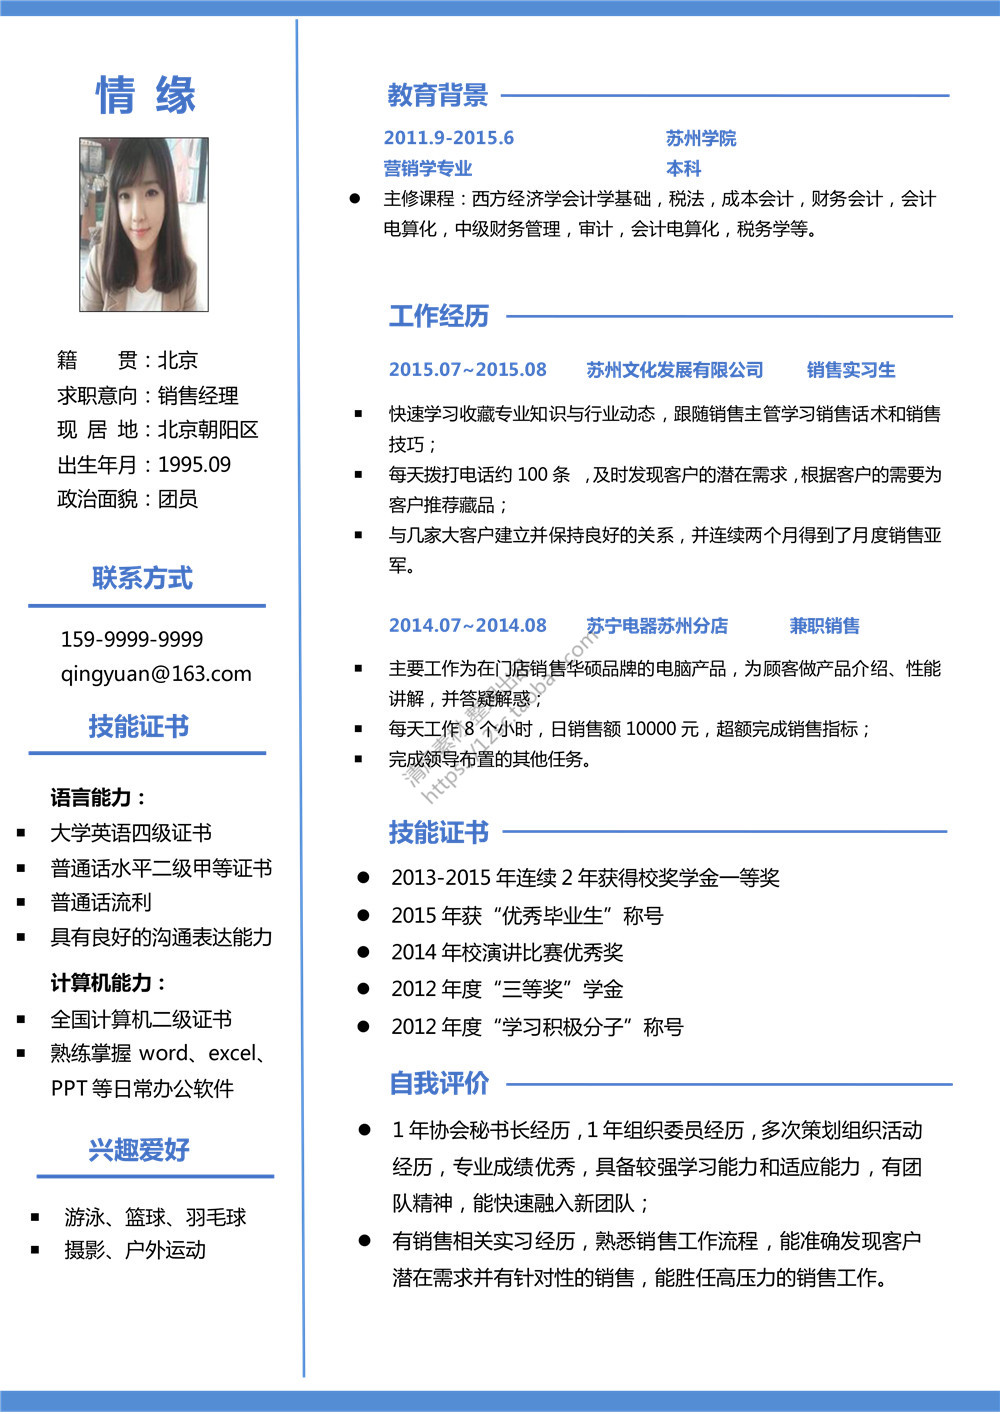 情 缘
籍 贯：北京
求职意向：销售经理
现 居 地：北京朝阳区
出生年月：1995.09
政治面貌：团员
联系方式
159-9999-9999
qingyuan@163.com
技能证书
语言能力：
大学英语四级证书
普通话水平二级甲等证书
普通话流利
具有良好的沟通表达能力
计算机能力：
全国计算机二级证书
熟练掌握 word、excel、
PPT 等日常办公软件
兴趣爱好
游泳、篮球、羽毛球
摄影、户外运动
教育背景
2011.9-2015.6 苏州学院
营销学专业 本科
主修课程：西方经济学会计学基础，税法，成本会计，财务会计，会计
电算化，中级财务管理，审计，会计电算化，税务学等。
工作经历
2015.07~2015.08 苏州文化发展有限公司 销售实习生
快速学习收藏专业知识与行业动态，跟随销售主管学习销售话术和销售
技巧；
每天拨打电话约 100 条 ，及时发现客户的潜在需求，根据客户的需要为
客户推荐藏品；
与几家大客户建立并保持良好的关系，并连续两个月得到了月度销售亚
军。
2014.07~2014.08 苏宁电器苏州分店 兼职销售
主要工作为在门店销售华硕品牌的电脑产品，为顾客做产品介绍、性能
讲解，并答疑解惑；
每天工作 8 个小时，日销售额 10000 元，超额完成销售指标；
完成领导布置的其他任务。
技能证书
2013-2015 年连续 2 年获得校奖学金一等奖
2015 年获“优秀毕业生”称号
2014 年校演讲比赛优秀奖
2012 年度“三等奖”学金
2012 年度“学习积极分子”称号
自我评价
1 年协会秘书长经历，1 年组织委员经历，多次策划组织活动
经历，专业成绩优秀，具备较强学习能力和适应能力，有团
队精神，能快速融入新团队；
有销售相关实习经历，熟悉销售工作流程，能准确发现客户
潜在需求并有针对性的销售，能胜任高压力的销售工作。